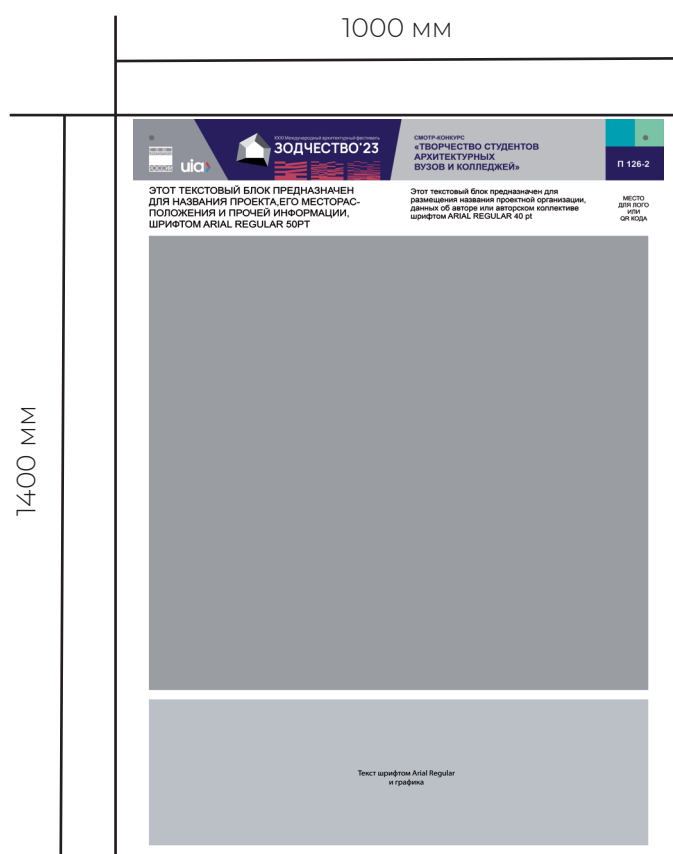 1000 мм
XXXI Международный архитектурный фестиваль
ЗОДЧЕСТВО'23
uia
СМОТР-КОНКУРС
«ТВОРЧЕСТВО СТУДЕНТОВ
АРХИТЕКТУРНЫХ
ВУЗОВ И КОЛЛЕДЖЕЙ»
П 126-2
ЭТОТ ТЕКСТОВЫЙ БЛОК ПРЕДНАЗНАЧЕН
ДЛЯ НАЗВАНИЯ ПРОЕКТА,ЕГО МЕСТОРАС-
ПОЛОЖЕНИЯ И ПРОЧЕЙ ИНФОРМАЦИИ,
ШРИФТОМ ARIAL REGULAR 50PT
Этот текстовый блок предназначен для
размещения названия проектной организации,
данных об авторе или авторском коллективе
шрифтом ARIAL REGULAR 40 pt
МЕСТО
ДЛЯ ЛОГО
ИЛИ
QR КОДА
1400 мм
Текст шрифтом Arial Regular
и графика